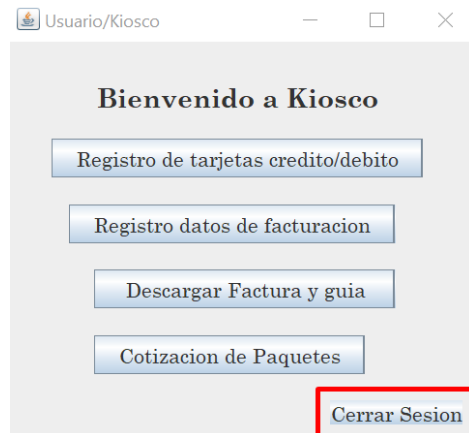 Usuario/Kiosco
Bienvenido a Kiosco
Registro de tarjetas credito/debito
Registro datos de facturacion
Descargar Factura y guia
Cotizacion de Paquetes
Cerrar Sesion